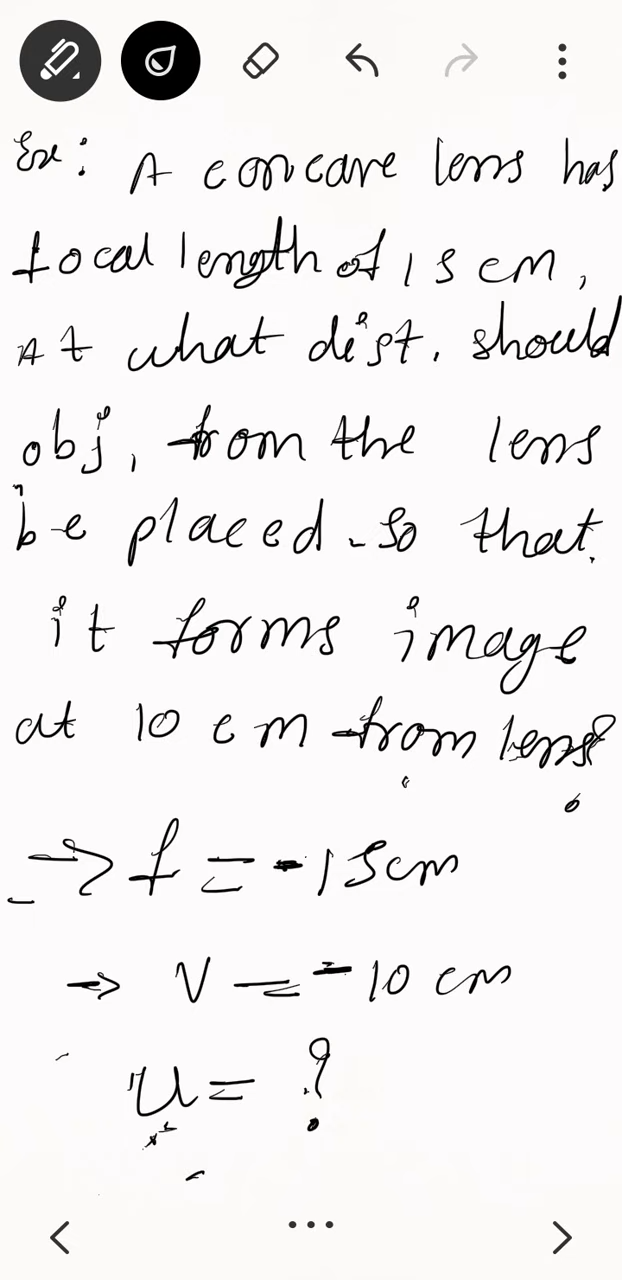 Ex: A concave lens has
focal length of 15 cm,
At what dist. should
obj, from the lens
be placed so that
it forms image
at 10 cm from lens?
→ f = -15cm
→ V = -10 cm
u = ?